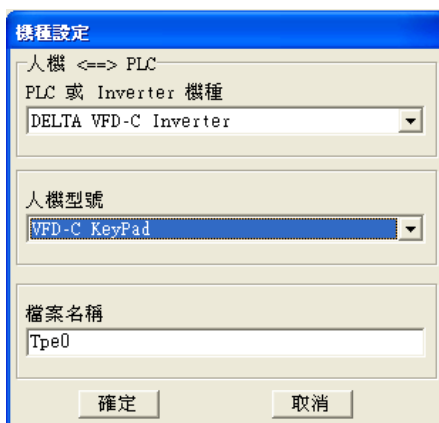 機種設定
人機 <==> PLC
PLC 或 Inverter 機種
DELTA VFD-C Inverter
人機型號
VFD-C KeyPad
檔案名稱
Tpe0
確定 取消